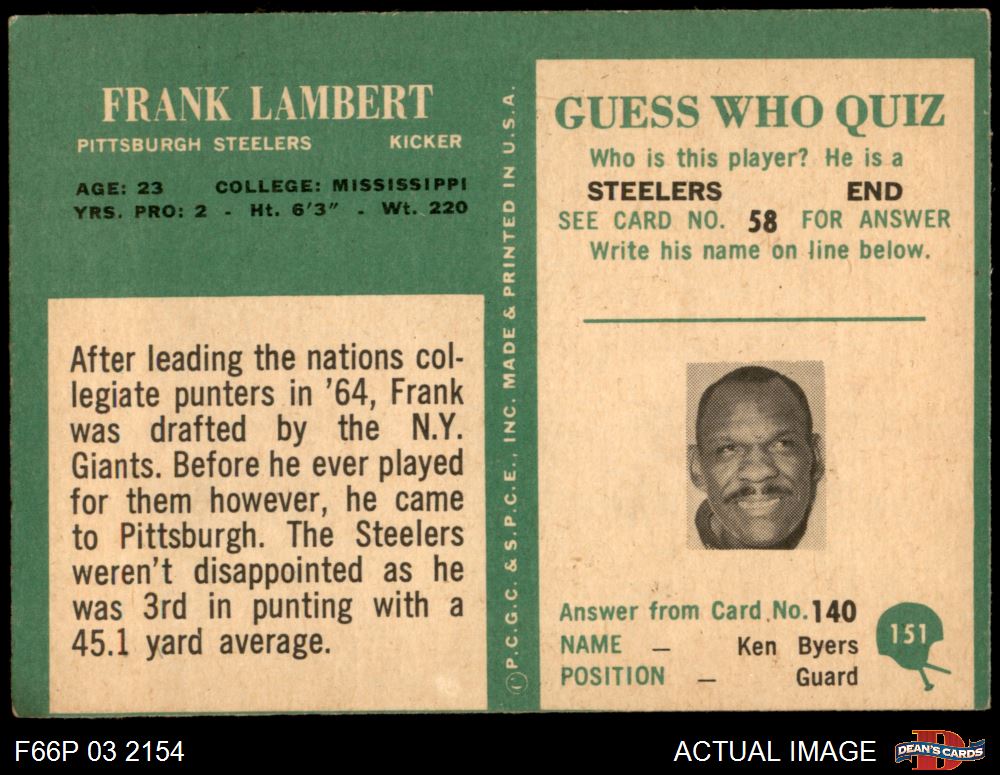 FRANK LAMBERT
PITTSBURGH STEELERS KICKER
AGE: 23 COLLEGE: MISSISSIPPI
YRS. PRO: 2 - Ht. 6'3" - Wt. 220
After leading the nations col-
legiate punters in '64, Frank
was drafted by the N.Y.
Giants. Before he ever played
for them however, he came
to Pittsburgh. The Steelers
weren't disappointed as he
was 3rd in punting with a
45.1 yard average.
©P.C.G.C. & S.P.C.E., INC. MADE & PRINTED IN U.S.A.
GUESS WHO QUIZ
Who is this player? He is a
STEELERS END
SEE CARD NO. 58 FOR ANSWER
Write his name on line below.
Answer from Card No. 140
NAME — Ken Byers
POSITION — Guard
151
F66P 03 2154
ACTUAL IMAGE
DEAN'S CARDS